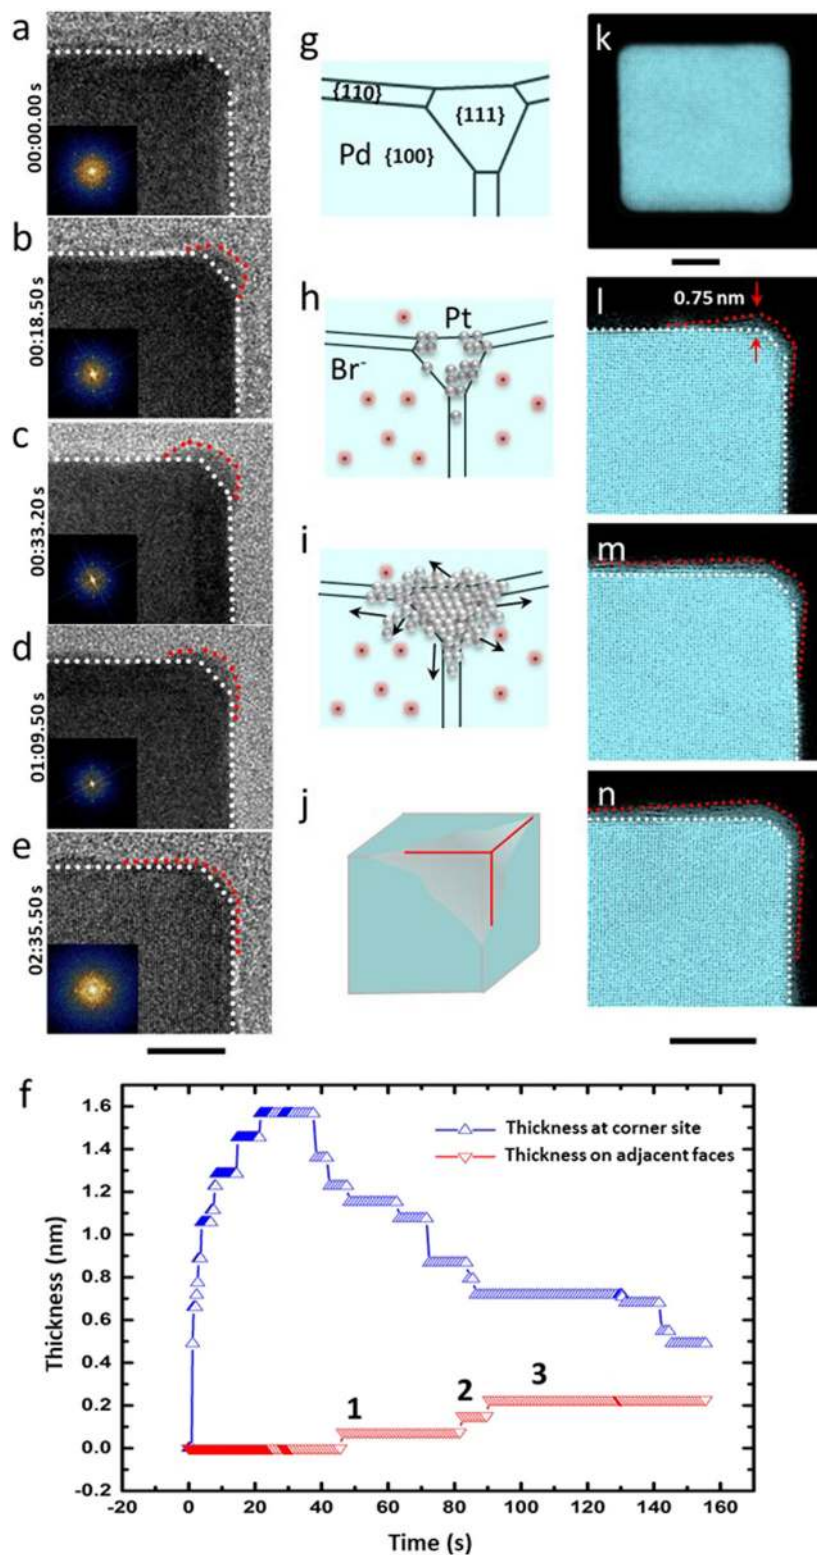 a
00:00.00 s
b
00:18.50 s
c
00:33.20 s
d
01:09.50 s
e
02:35.50 s
g
{110}
{111}
Pd {100}
h
Pt
Br-
i
j
k
l
0.75 nm
m
n
f
1.6
1.4
1.2
1.0
0.8
0.6
0.4
0.2
0.0
-0.2
Thickness (nm)
Thickness at corner site
Thickness on adjacent faces
1
2
3
-20 0 20 40 60 80 100 120 140 160
Time (s)